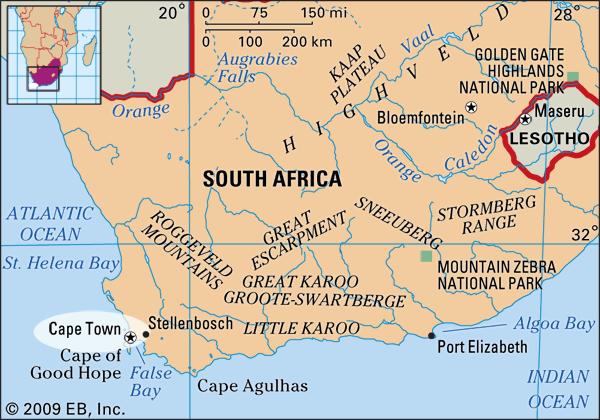 20°
0 75 150 mi
0 100 200 km
28°
Augrabies
Falls
Orange
KAAP
PLATEAU
Vaal
HIGHVELD
GOLDEN GATE
HIGHLANDS
NATIONAL PARK
Bloemfontein
Maseru
LESOTHO
Caledon
Orange
SOUTH AFRICA
ATLANTIC
OCEAN
ROGGEVELD
MOUNTAINS
GREAT
ESCARPMENT
SNEEUBERG
STORMBERG
RANGE
32°
St. Helena Bay
GREAT KAROO
GROOTE-SWARTBERGE
MOUNTAIN ZEBRA
NATIONAL PARK
Cape Town
Stellenbosch
LITTLE KAROO
Algoa Bay
Port Elizabeth
Cape of
Good Hope
False
Bay
Cape Agulhas
INDIAN
OCEAN
© 2009 EB, Inc.